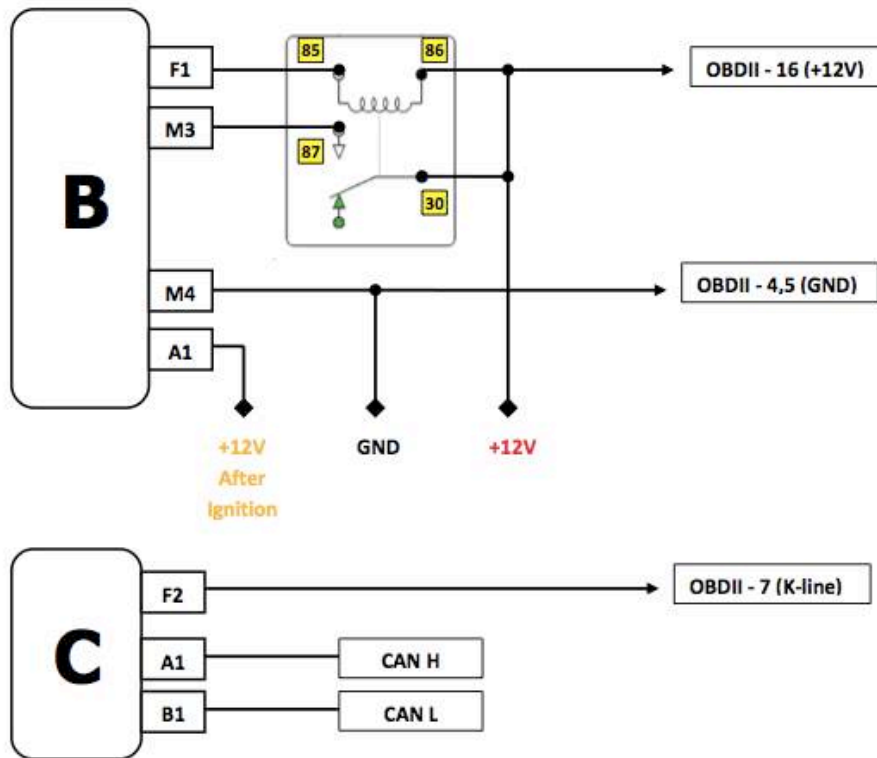 B
F1
85
86
OBDII - 16 (+12V)
M3
87
30
M4
OBDII - 4,5 (GND)
A1
+12V
After
Ignition
GND
+12V
C
F2
OBDII - 7 (K-line)
A1
CAN H
B1
CAN L